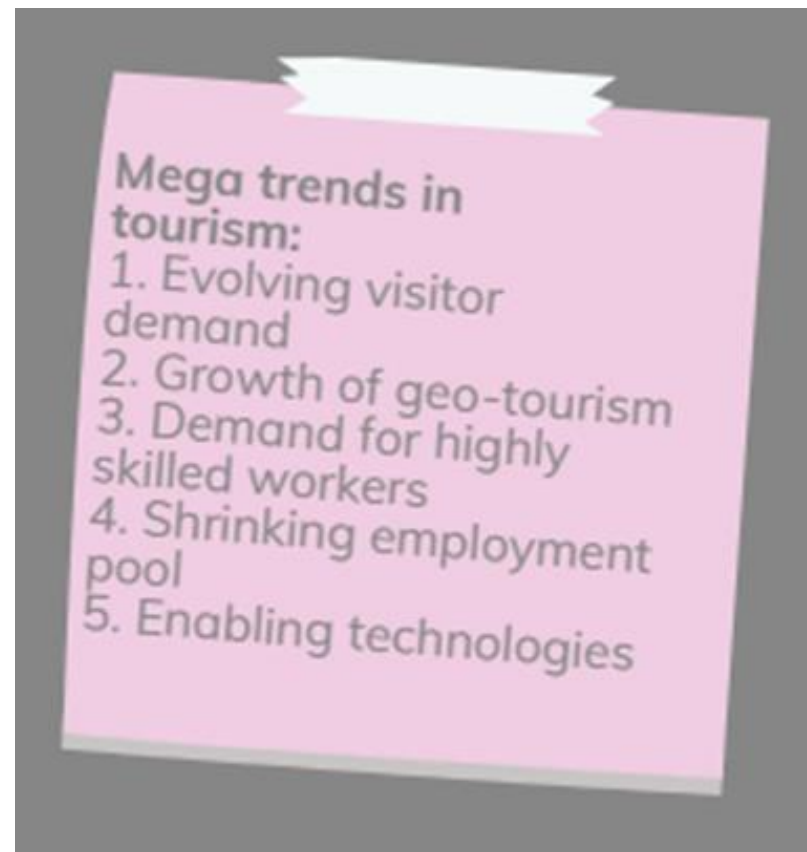 Mega trends in
tourism:
1. Evolving visitor
demand
2. Growth of geo-tourism
3. Demand for highly
skilled workers
4. Shrinking employment
pool
5. Enabling technologies